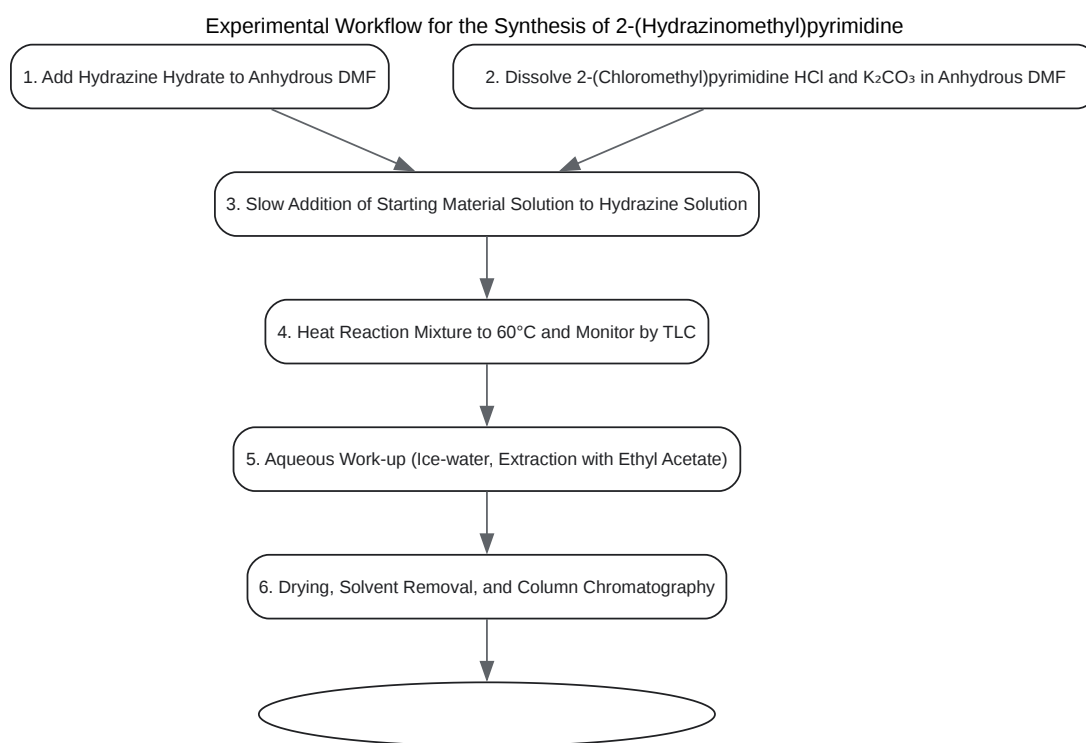 Experimental Workflow for the Synthesis of 2-(Hydrazinomethyl)pyrimidine
1. Add Hydrazine Hydrate to Anhydrous DMF
2. Dissolve 2-(Chloromethyl)pyrimidine HCl and K₂CO₃ in Anhydrous DMF
3. Slow Addition of Starting Material Solution to Hydrazine Solution
4. Heat Reaction Mixture to 60°C and Monitor by TLC
5. Aqueous Work-up (Ice-water, Extraction with Ethyl Acetate)
6. Drying, Solvent Removal, and Column Chromatography